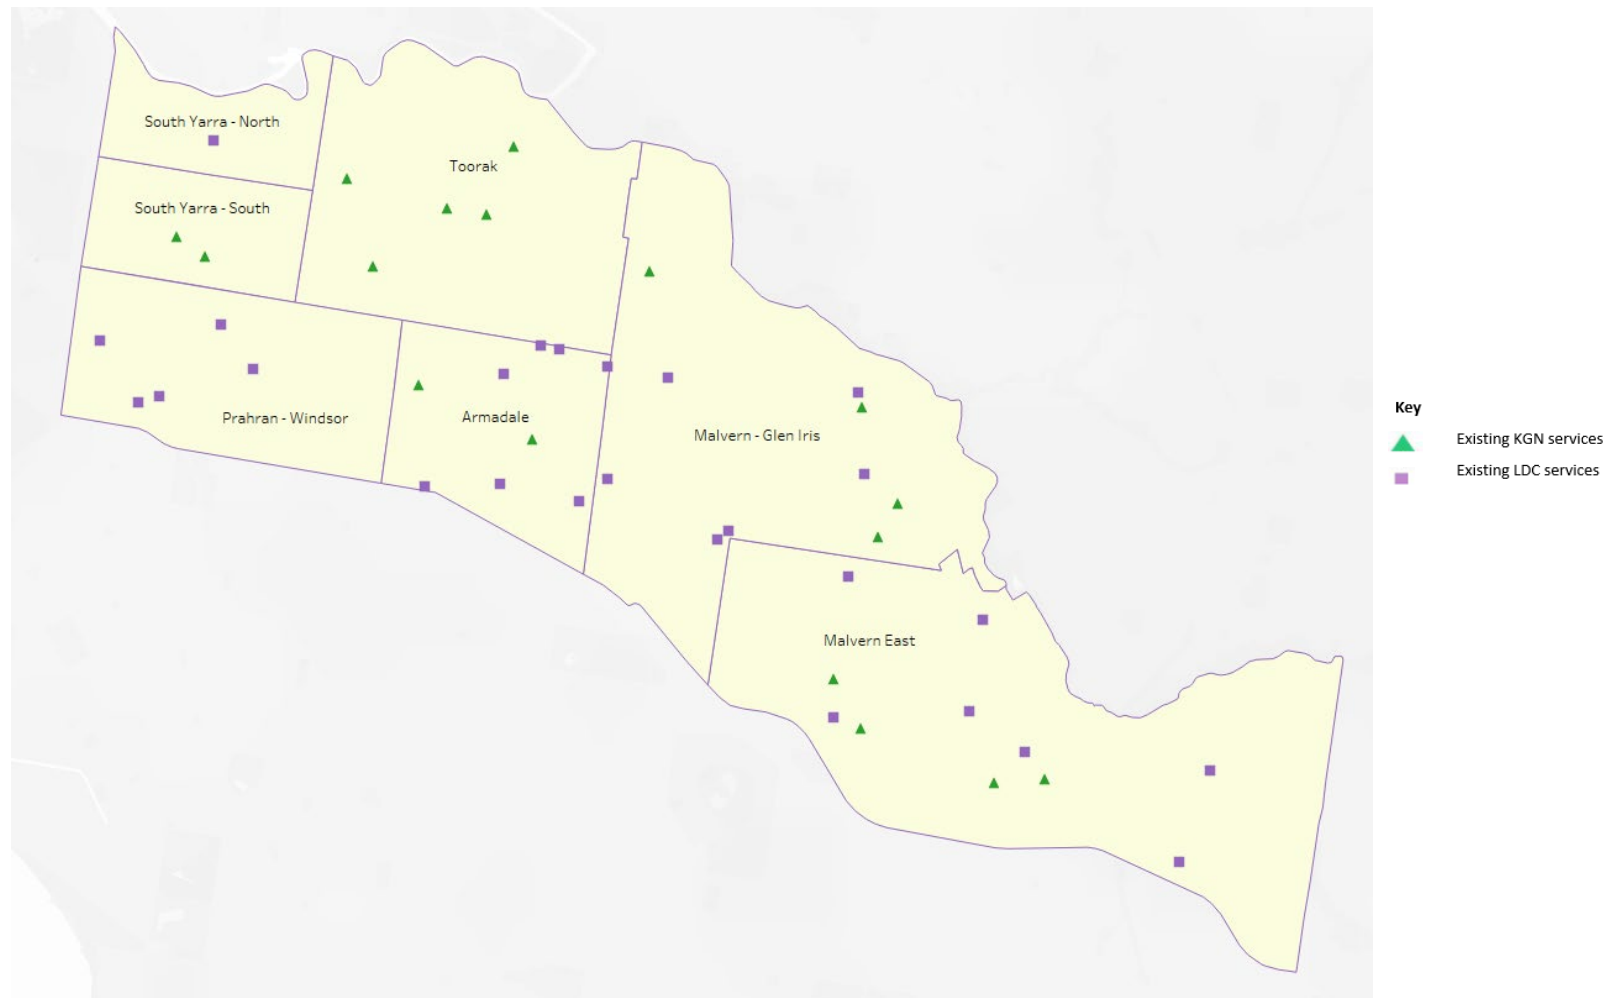 South Yarra - North
Toorak
South Yarra - South
Prahran - Windsor
Armadale
Malvern - Glen Iris
Malvern East
Key
Existing KGN services
Existing LDC services